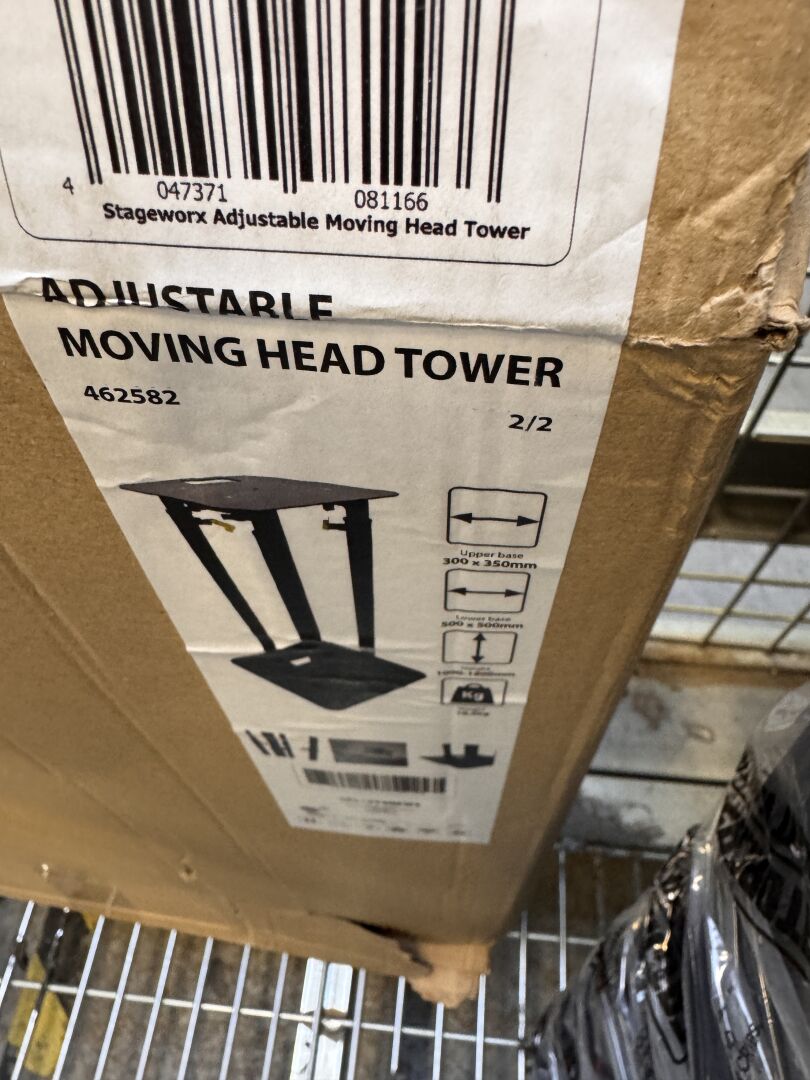 4 047371 081166
Stageworx Adjustable Moving Head Tower
ADJUSTABLE
MOVING HEAD TOWER
462582
2/2
Upper base
300 x 350mm
Lower base
500 x 500mm
Kg